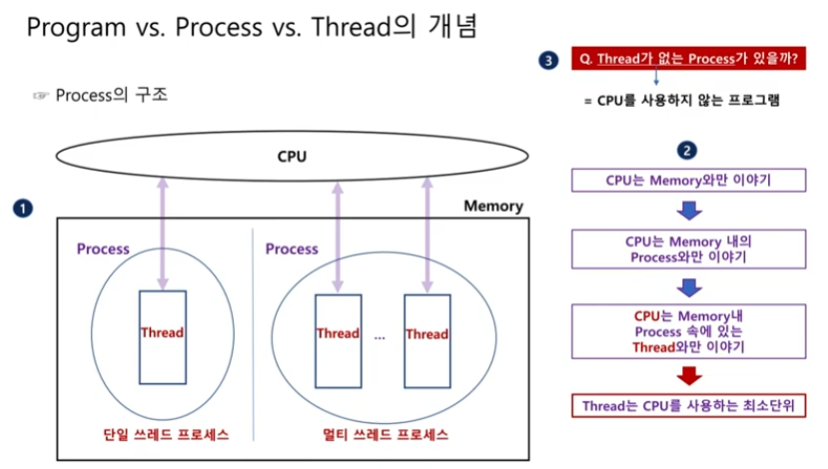 Program vs. Process vs. Thread의 개념
☞ Process의 구조
1
CPU
Memory
Process
Thread
단일 쓰레드 프로세스
Process
Thread
...
Thread
멀티 쓰레드 프로세스
3
Q. Thread가 없는 Process가 있을까?
= CPU를 사용하지 않는 프로그램
2
CPU는 Memory와만 이야기
CPU는 Memory 내의
Process와만 이야기
CPU는 Memory내
Process 속에 있는
Thread와만 이야기
Thread는 CPU를 사용하는 최소단위